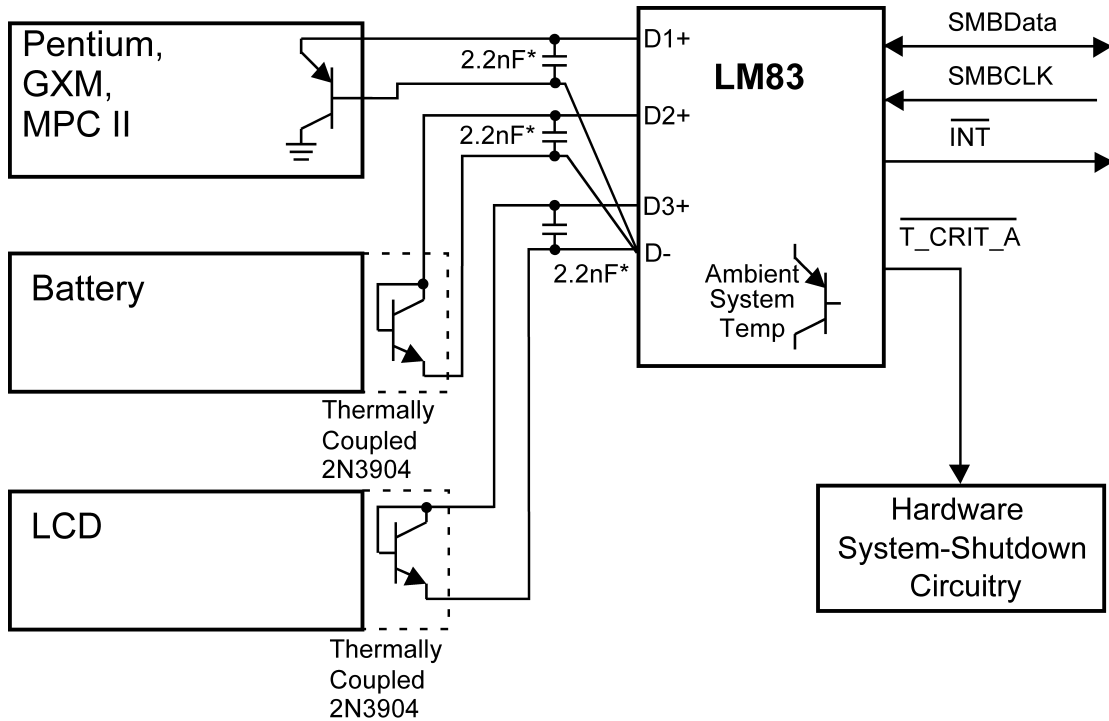 Pentium,
GXM,
MPC II
2.2nF*
2.2nF*
2.2nF*
D1+
D2+
D3+
D-
LM83
Ambient
System
Temp
SMBData
SMBCLK
INT
T_CRIT_A
Battery
Thermally
Coupled
2N3904
LCD
Thermally
Coupled
2N3904
Hardware
System-Shutdown
Circuitry